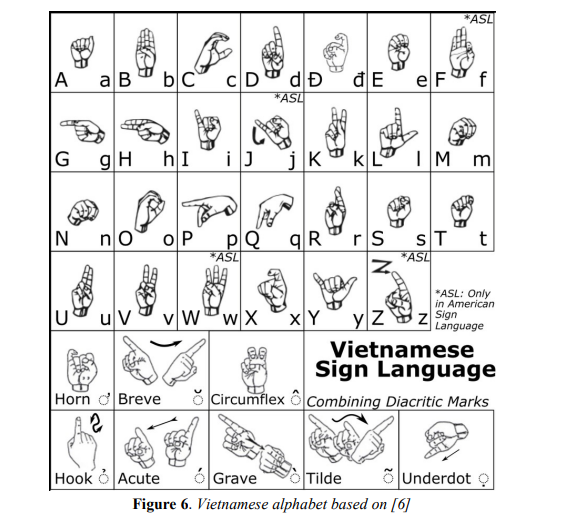 *ASL
A a B b C c D d Đ đ E e F f
*ASL
G g H h I i J j K k L l M m
N n O o P p Q q R r S s T t
*ASL *ASL
U u V v W w X x Y y Z z
*ASL: Only
in American
Sign
Language
Vietnamese
Sign Language
Horn Breve Circumflex Combining Diacritic Marks
Hook Acute Grave Tilde Underdot
Figure 6. Vietnamese alphabet based on [6]